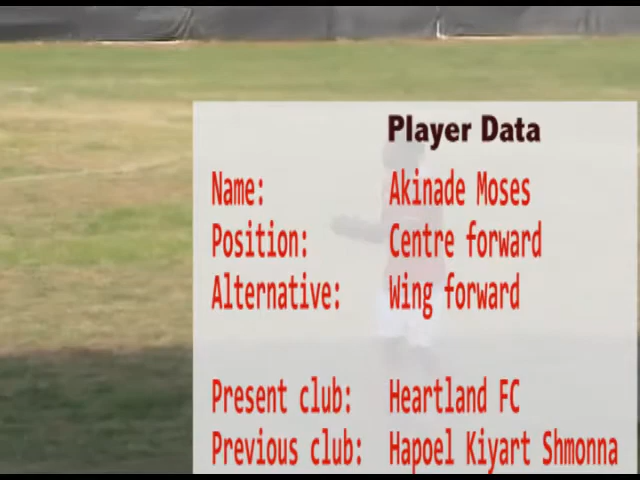 Player Data
Name: Akinade Moses
Position: Centre forward
Alternative: Wing forward
Present club: Heartland FC
Previous club: Hapoel Kiyart Shmonna